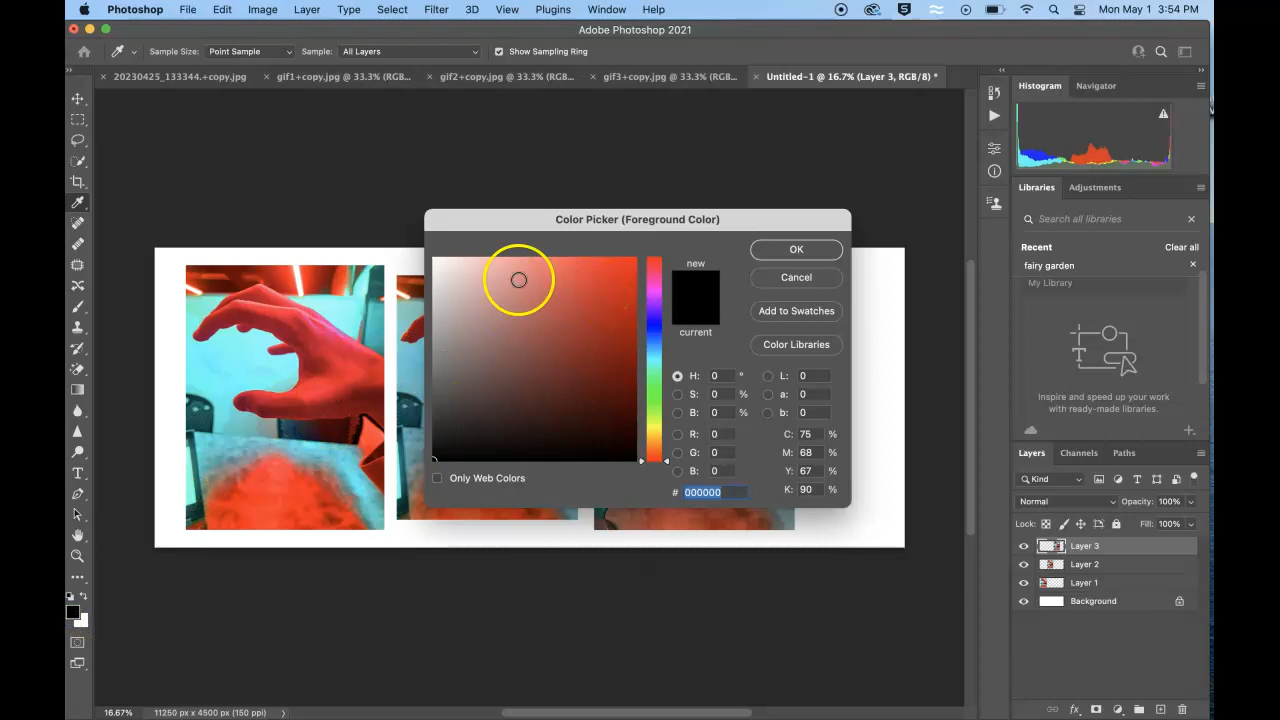 Photoshop File Edit Image Layer Type Select Filter 3D View Plugins Window Help Mon May 1 3:54 PM
Adobe Photoshop 2021
Sample Size: Point Sample Sample: All Layers Show Sampling Ring
20230425_133344.+copy.jpg gif1+copy.jpg @ 33.3% (RGB... gif2+copy.jpg @ 33.3% (RGB... gif3+copy.jpg @ 33.3% (RGB... Untitled-1 @ 16.7% (Layer 3, RGB/8) *
Histogram Navigator
Libraries Adjustments
Search all libraries
Recent Clear all
fairy garden
My Library
Inspire and speed up your work
with ready-made libraries.
Color Picker (Foreground Color)
new
current
OK
Cancel
Add to Swatches
Color Libraries
H: 0 ° L: 0
S: 0 % a: 0
B: 0 % b: 0
R: 0 C: 75 %
G: 0 M: 68 %
B: 0 Y: 67 %
# 000000 K: 90 %
Only Web Colors
Layers Channels Paths
Kind
Normal Opacity: 100%
Lock: Fill: 100%
Layer 3
Layer 2
Layer 1
Background
16.67% 11250 px x 4500 px (150 ppi)